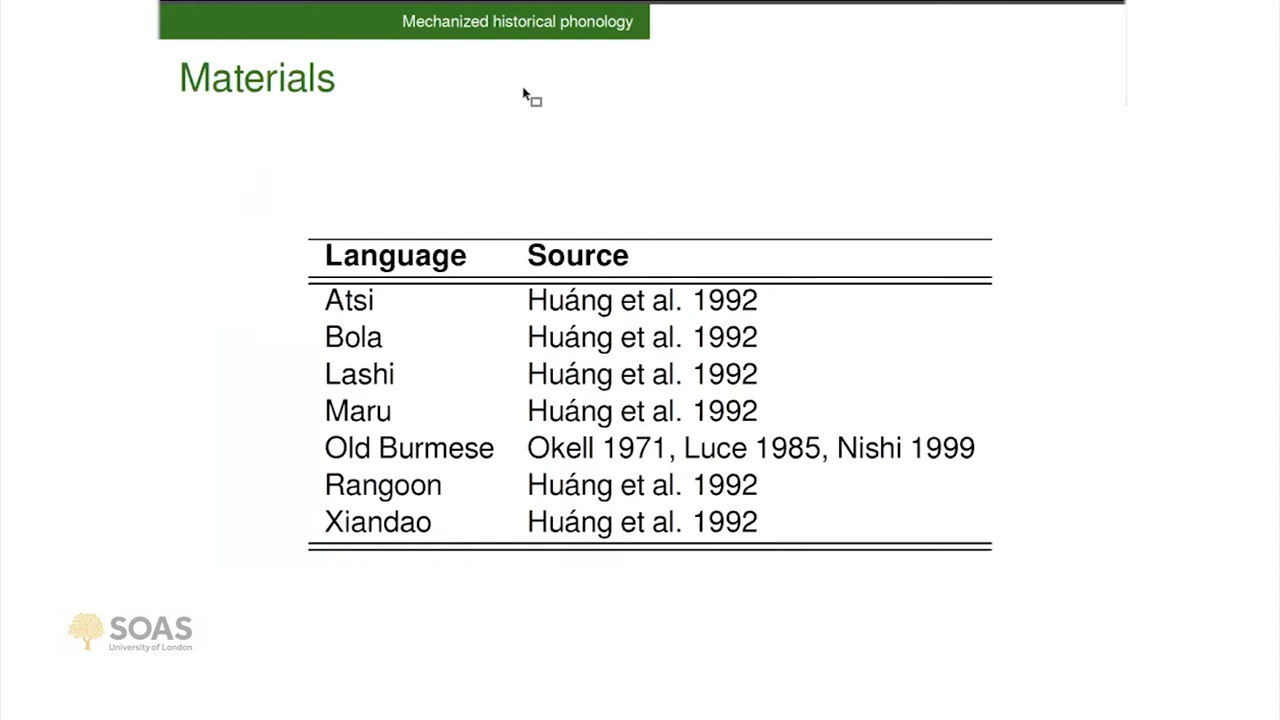 Mechanized historical phonology
Materials
Language Source
Atsi Huáng et al. 1992
Bola Huáng et al. 1992
Lashi Huáng et al. 1992
Maru Huáng et al. 1992
Old Burmese Okell 1971, Luce 1985, Nishi 1999
Rangoon Huáng et al. 1992
Xiandao Huáng et al. 1992
SOAS
University of London